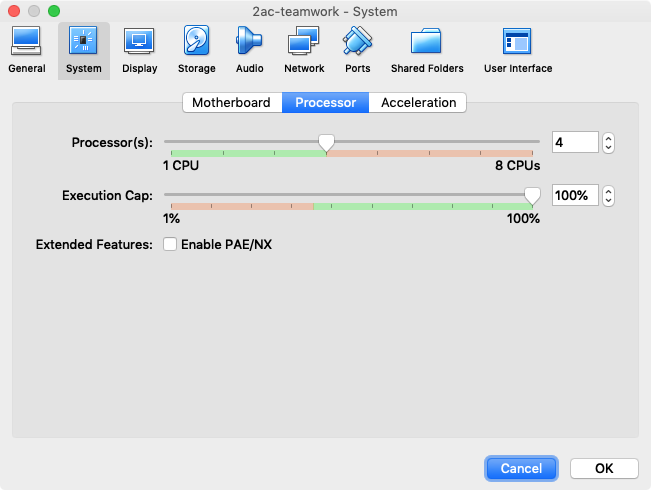 2ac-teamwork - System
General System Display Storage Audio Network Ports Shared Folders User Interface
Motherboard Processor Acceleration
Processor(s): 4
1 CPU 8 CPUs
Execution Cap: 100%
1% 100%
Extended Features: Enable PAE/NX
Cancel OK